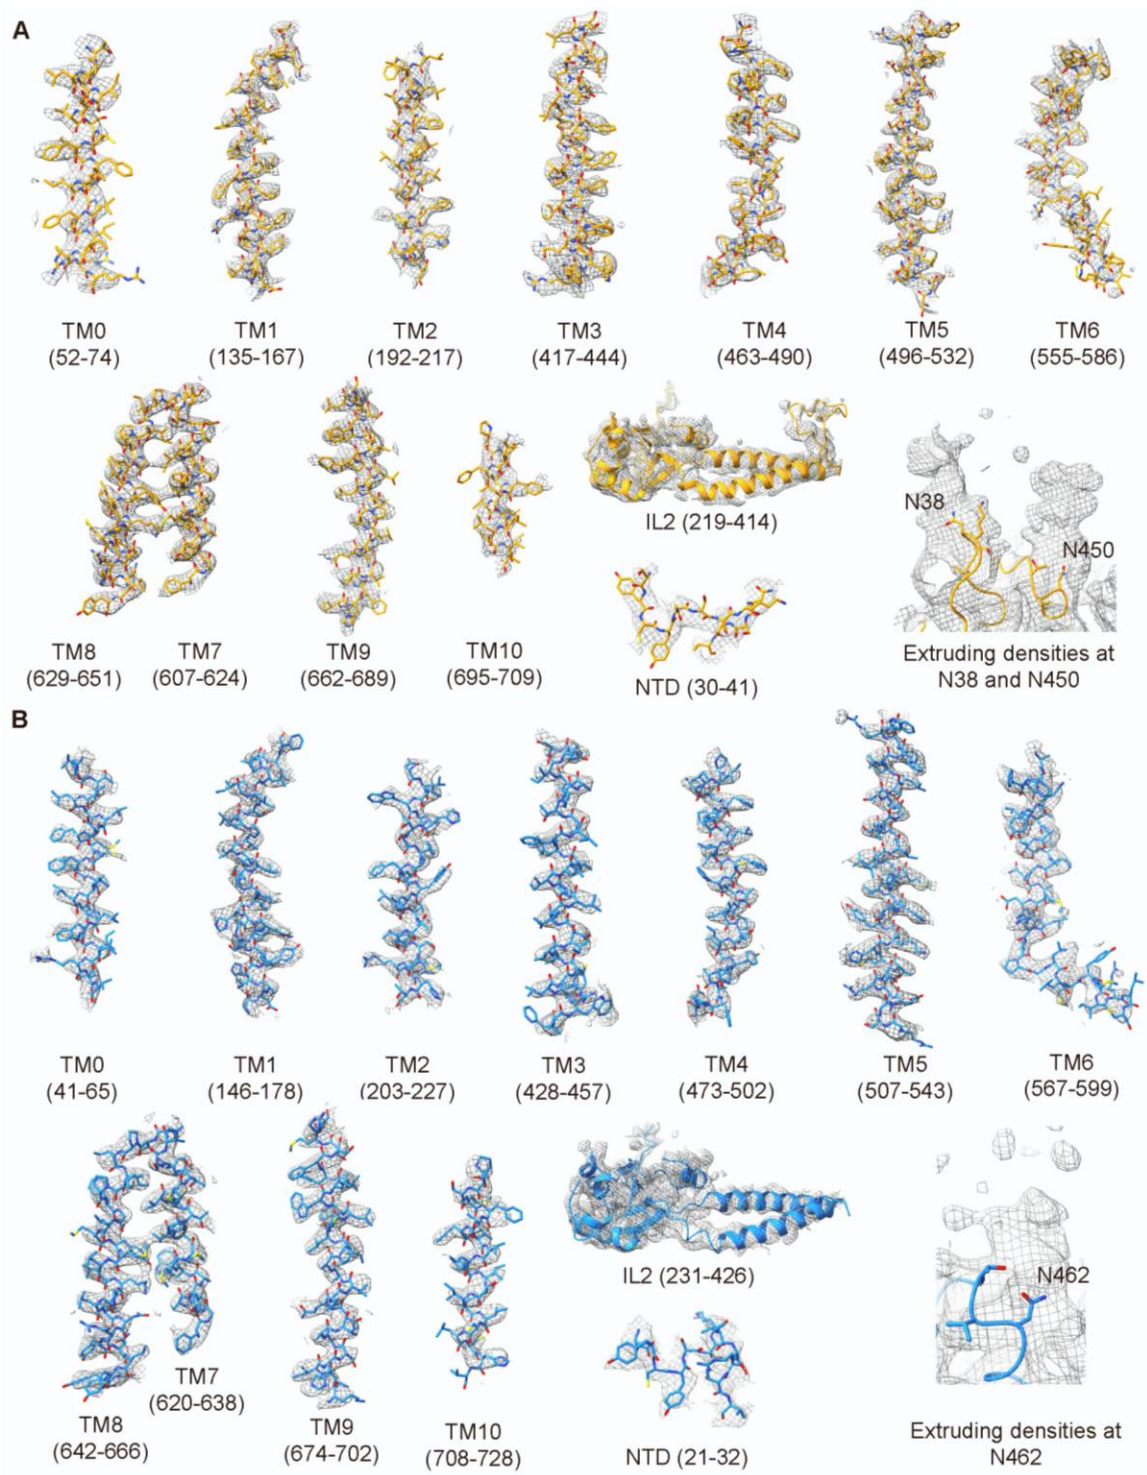 A
TM0 TM1 TM2 TM3 TM4 TM5 TM6
(52-74) (135-167) (192-217) (417-444) (463-490) (496-532) (555-586)
IL2 (219-414)
N38
N450
TM8 TM7 TM9 TM10
(629-651) (607-624) (662-689) (695-709)
NTD (30-41)
Extruding densities at
N38 and N450
B
TM0 TM1 TM2 TM3 TM4 TM5 TM6
(41-65) (146-178) (203-227) (428-457) (473-502) (507-543) (567-599)
IL2 (231-426)
N462
TM7
(620-638)
TM8 TM9 TM10
(642-666) (674-702) (708-728)
NTD (21-32)
Extruding densities at
N462